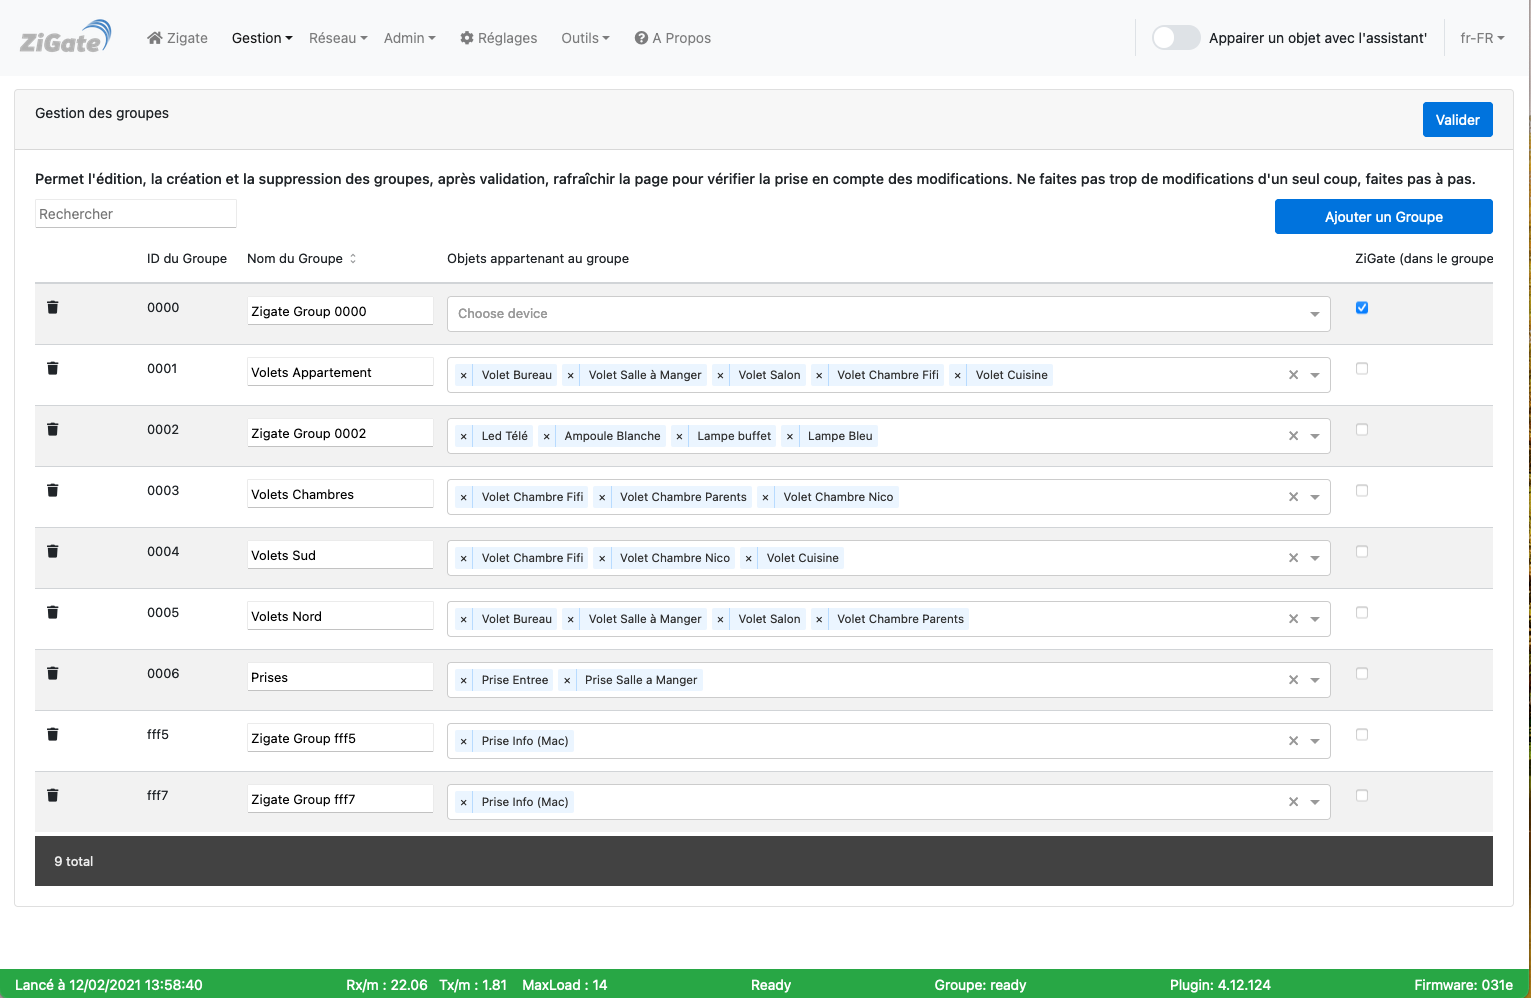 ZiGate Zigate Gestion Réseau Admin Réglages Outils A Propos Appairer un objet avec l'assistant' fr-FR
Gestion des groupes
Valider
Permet l'édition, la création et la suppression des groupes, après validation, rafraîchir la page pour vérifier la prise en compte des modifications. Ne faites pas trop de modifications d'un seul coup, faites pas à pas.
Rechercher
Ajouter un Groupe
ID du Groupe Nom du Groupe Objets appartenant au groupe ZiGate (dans le groupe
0000 Zigate Group 0000 Choose device
0001 Volets Appartement × Volet Bureau × Volet Salle à Manger × Volet Salon × Volet Chambre Fifi × Volet Cuisine ×
0002 Zigate Group 0002 × Led Télé × Ampoule Blanche × Lampe buffet × Lampe Bleu ×
0003 Volets Chambres × Volet Chambre Fifi × Volet Chambre Parents × Volet Chambre Nico ×
0004 Volets Sud × Volet Chambre Fifi × Volet Chambre Nico × Volet Cuisine ×
0005 Volets Nord × Volet Bureau × Volet Salle à Manger × Volet Salon × Volet Chambre Parents ×
0006 Prises × Prise Entree × Prise Salle a Manger ×
fff5 Zigate Group fff5 × Prise Info (Mac) ×
fff7 Zigate Group fff7 × Prise Info (Mac) ×
9 total
Lancé à 12/02/2021 13:58:40 Rx/m : 22.06 Tx/m : 1.81 MaxLoad : 14 Ready Groupe: ready Plugin: 4.12.124 Firmware: 031e